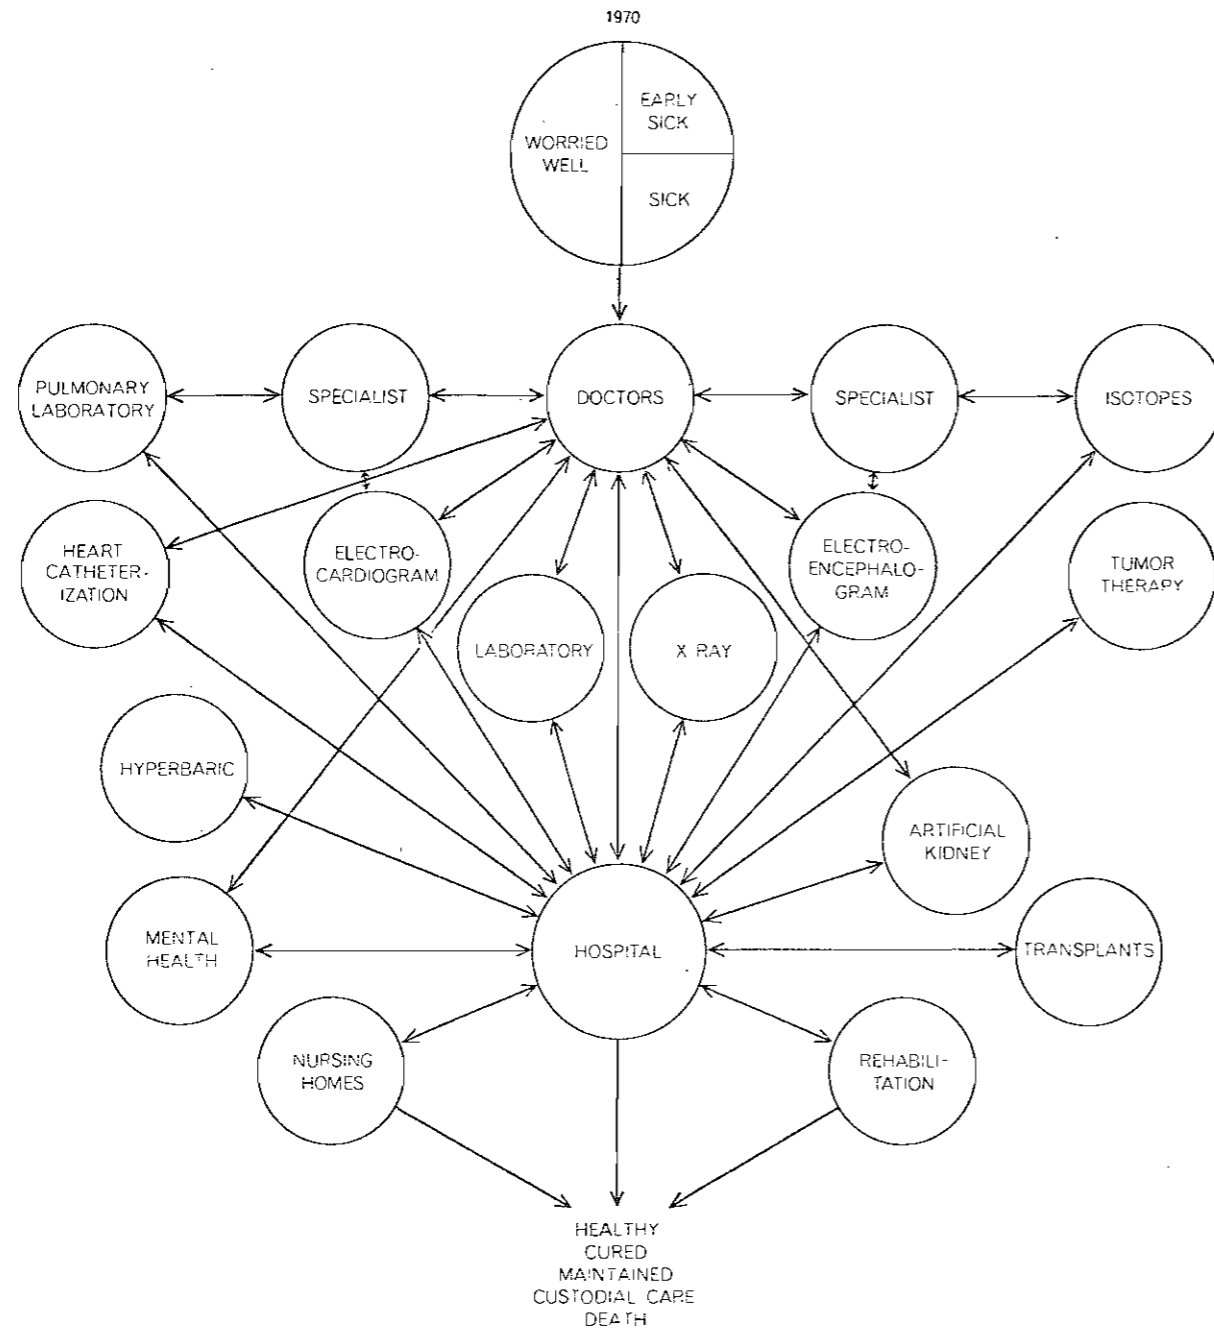 1970
EARLY
SICK
WORRIED
WELL
SICK
PULMONARY
LABORATORY
SPECIALIST
DOCTORS
SPECIALIST
ISOTOPES
HEART
CATHETER-
IZATION
ELECTRO-
CARDIOGRAM
LABORATORY
X RAY
ELECTRO-
ENCEPHALO-
GRAM
TUMOR
THERAPY
HYPERBARIC
ARTIFICIAL
KIDNEY
MENTAL
HEALTH
HOSPITAL
TRANSPLANTS
NURSING
HOMES
REHABILI-
TATION
HEALTHY
CURED
MAINTAINED
CUSTODIAL CARE
DEATH